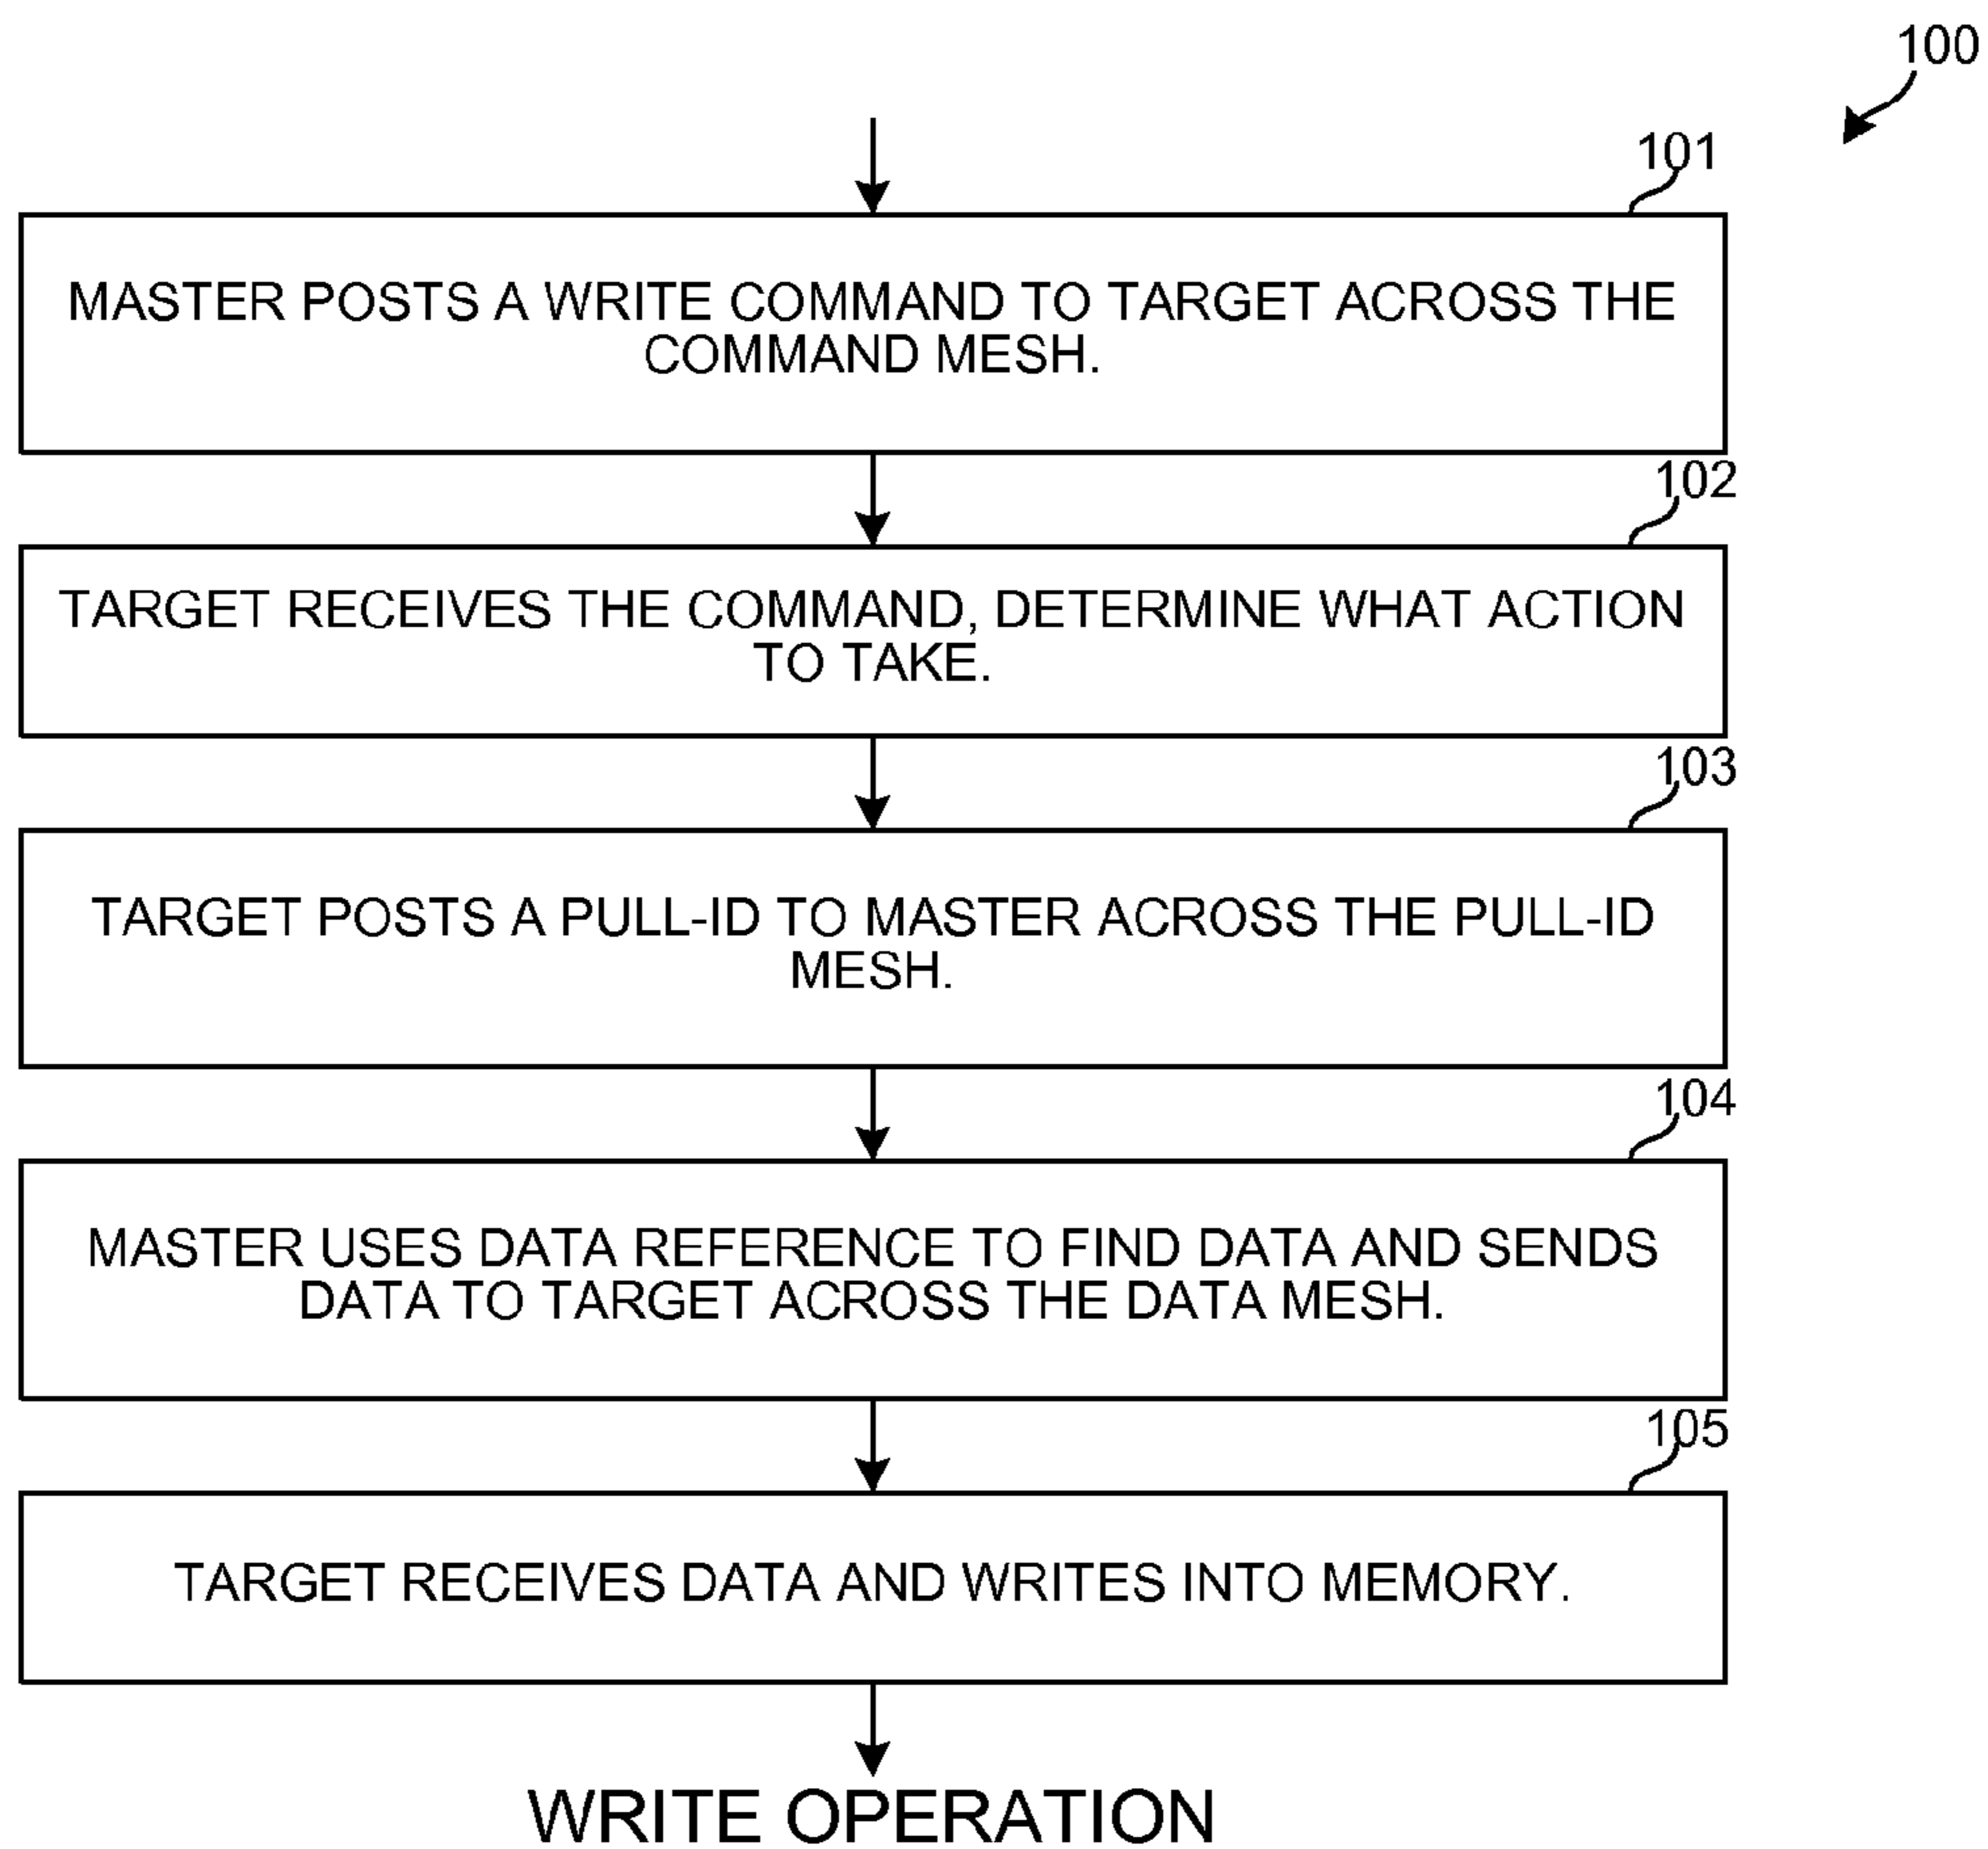 100
101
MASTER POSTS A WRITE COMMAND TO TARGET ACROSS THE
COMMAND MESH.
102
TARGET RECEIVES THE COMMAND, DETERMINE WHAT ACTION
TO TAKE.
103
TARGET POSTS A PULL-ID TO MASTER ACROSS THE PULL-ID
MESH.
104
MASTER USES DATA REFERENCE TO FIND DATA AND SENDS
DATA TO TARGET ACROSS THE DATA MESH.
105
TARGET RECEIVES DATA AND WRITES INTO MEMORY.
WRITE OPERATION